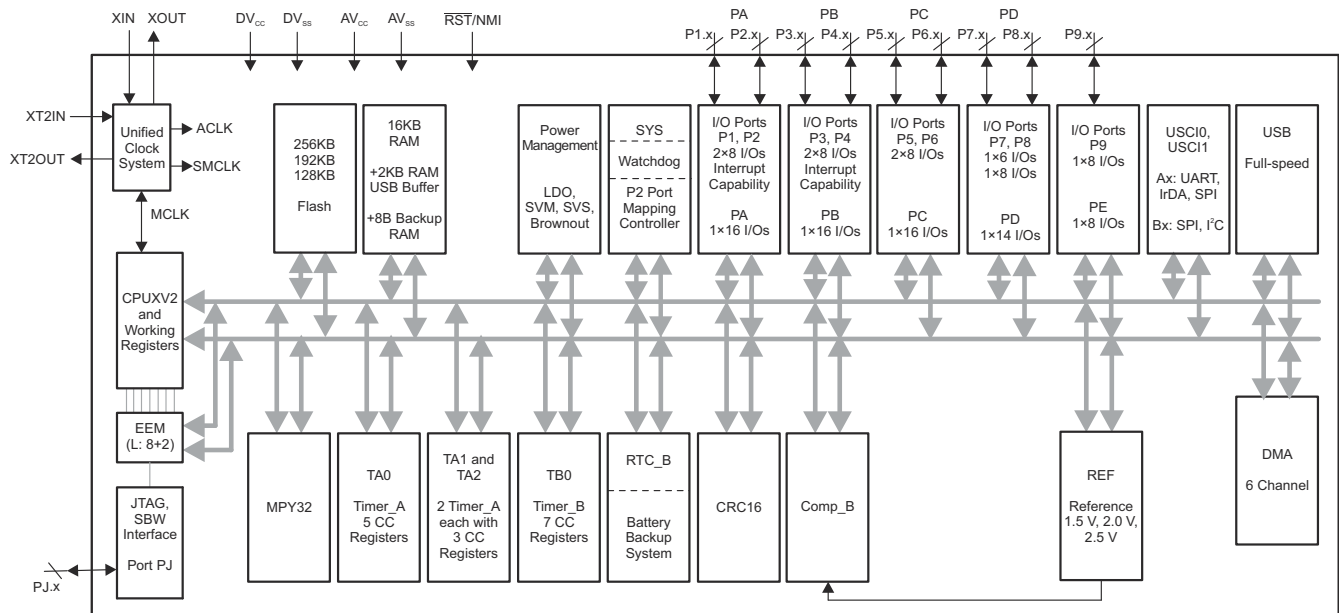 XIN XOUT DVCC DVSS AVCC AVSS RST/NMI
PA PB PC PD
P1.x P2.x P3.x P4.x P5.x P6.x P7.x P8.x P9.x
XT2IN
XT2OUT
Unified
Clock
System
ACLK
SMCLK
MCLK
256KB
192KB
128KB
Flash
16KB
RAM
+2KB RAM
USB Buffer
+8B Backup
RAM
Power
Management
LDO,
SVM, SVS,
Brownout
SYS
Watchdog
P2 Port
Mapping
Controller
I/O Ports
P1, P2
2×8 I/Os
Interrupt
Capability
PA
1×16 I/Os
I/O Ports
P3, P4
2×8 I/Os
Interrupt
Capability
PB
1×16 I/Os
I/O Ports
P5, P6
2×8 I/Os
PC
1×16 I/Os
I/O Ports
P7, P8
1×6 I/Os
1×8 I/Os
PD
1×14 I/Os
I/O Ports
P9
1×8 I/Os
PE
1×8 I/Os
USCI0,
USCI1
Ax: UART,
IrDA, SPI
Bx: SPI, I²C
USB
Full-speed
CPUXV2
and
Working
Registers
EEM
(L: 8+2)
JTAG,
SBW
Interface
Port PJ
PJ.x
MPY32
TA0
Timer_A
5 CC
Registers
TA1 and
TA2
2 Timer_A
each with
3 CC
Registers
TB0
Timer_B
7 CC
Registers
RTC_B
Battery
Backup
System
CRC16
Comp_B
REF
Reference
1.5 V, 2.0 V,
2.5 V
DMA
6 Channel